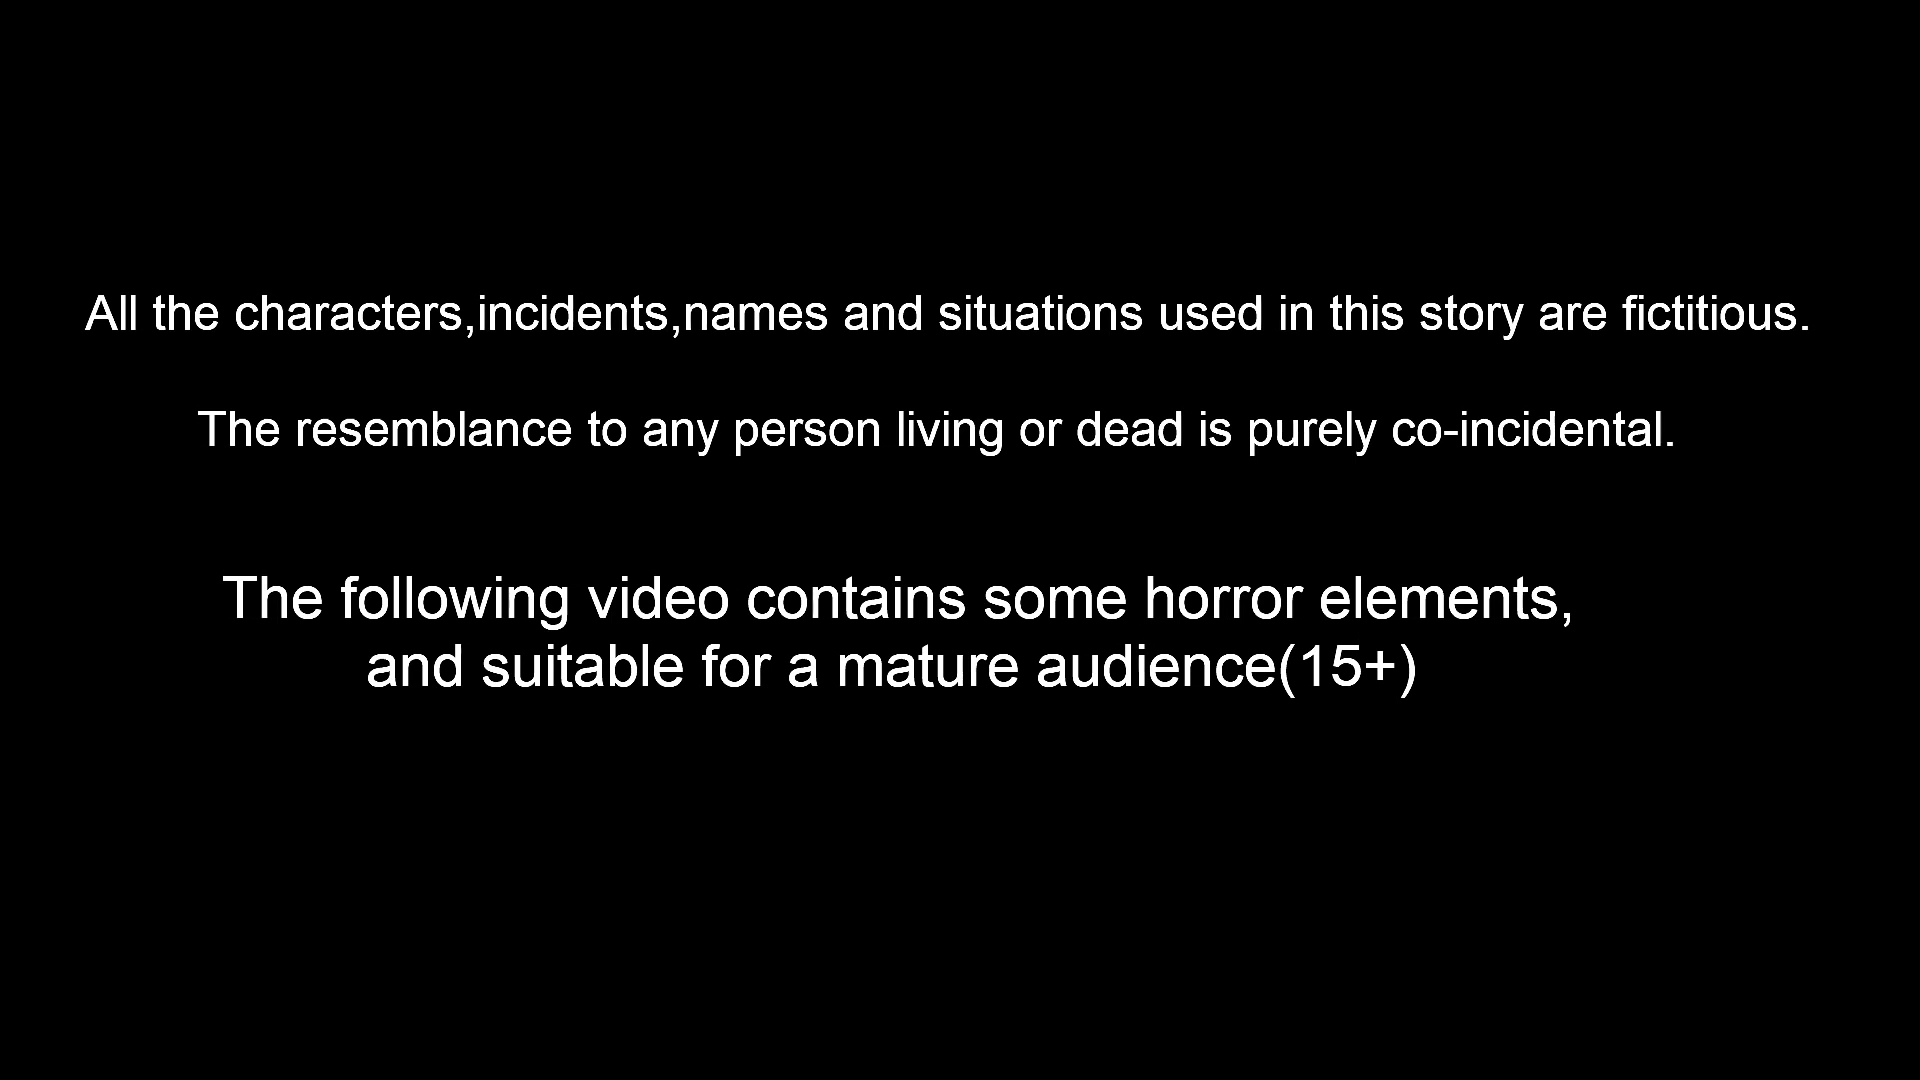 All the characters,incidents,names and situations used in this story are fictitious.
The resemblance to any person living or dead is purely co-incidental.
The following video contains some horror elements,
and suitable for a mature audience(15+)